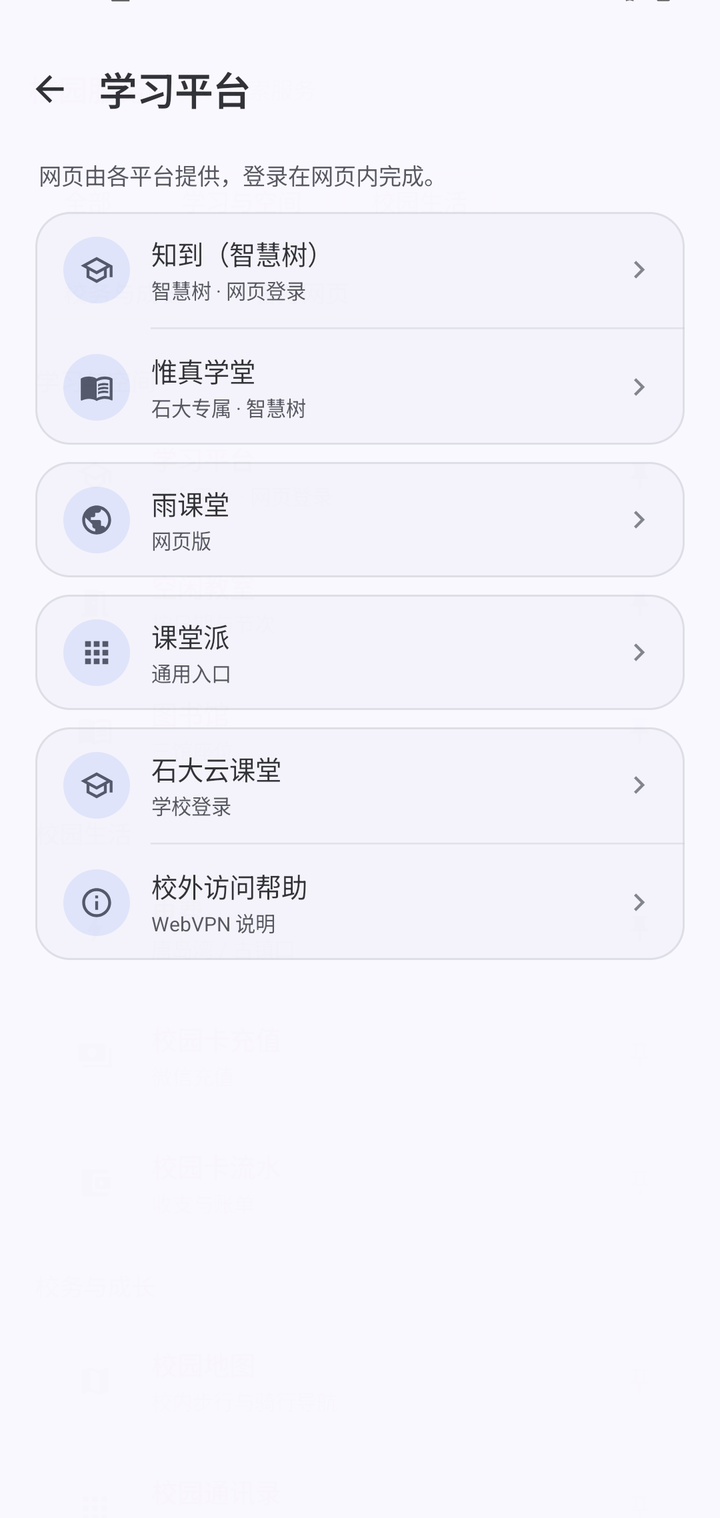 学习平台
网页由各平台提供，登录在网页内完成。
知到（智慧树）
智慧树 · 网页登录
惟真学堂
石大专属 · 智慧树
雨课堂
网页版
课堂派
通用入口
石大云课堂
学校登录
校外访问帮助
WebVPN 说明